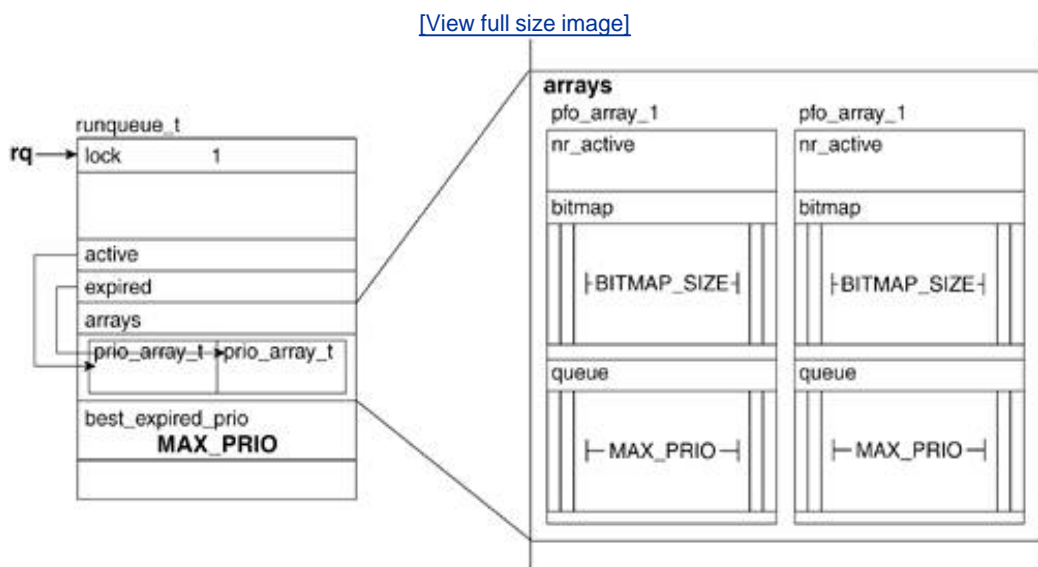 [View full size image]
runqueue_t
rq
lock 1
active
expired
arrays
prio_array_t prio_array_t
best_expired_prio
MAX_PRIO
arrays
pfo_array_1 pfo_array_1
nr_active nr_active
bitmap bitmap
BITMAP_SIZE BITMAP_SIZE
queue queue
MAX_PRIO MAX_PRIO